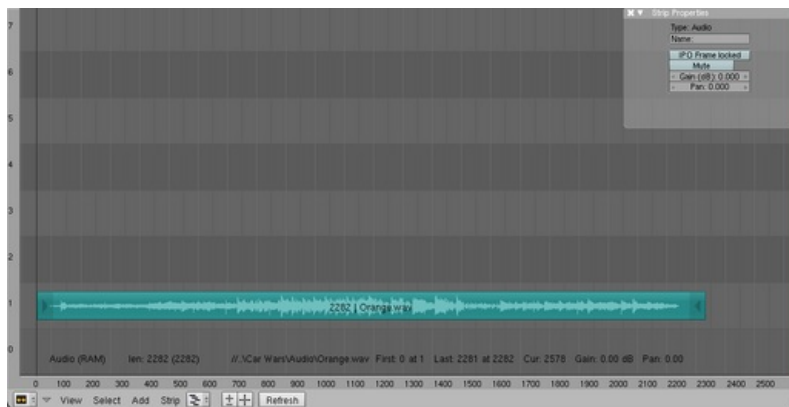 Strip Properties
Type: Audio
Name:
IPO Frame locked
Mute
Gain (dB): 0.000
Pan: 0.000
7
6
5
4
3
2
1
0
2282 | Orange.wav
Audio (RAM) len: 2282 (2282) //..\Car Wars\Audio\Orange.wav First: 0 at 1 Last: 2281 at 2282 Cur: 2578 Gain: 0.00 dB Pan: 0.00
0 100 200 300 400 500 600 700 800 900 1000 1100 1200 1300 1400 1500 1600 1700 1800 1900 2000 2100 2200 2300 2400 2500
View Select Add Strip Refresh